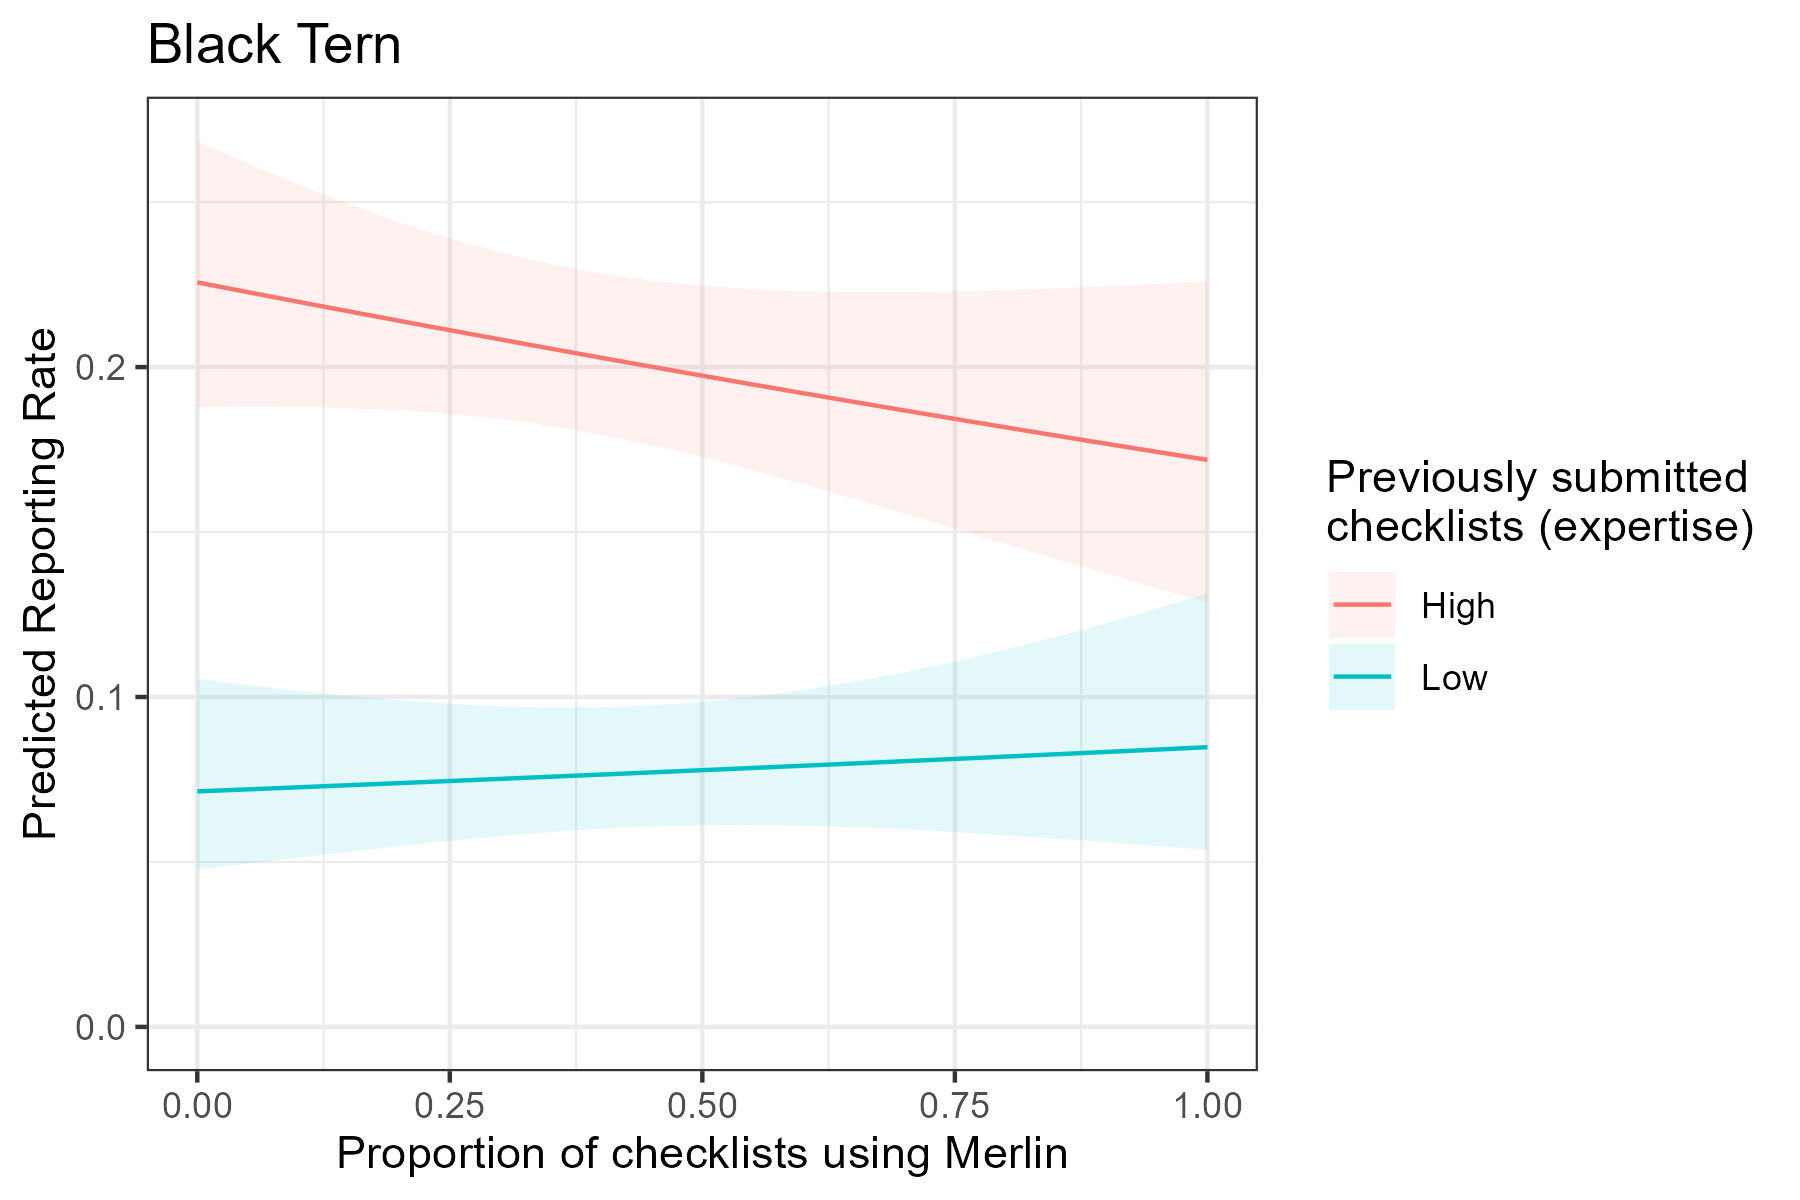 Black Tern
Predicted Reporting Rate
0.2
0.1
0.0
0.00 0.25 0.50 0.75 1.00
Proportion of checklists using Merlin
Previously submitted
checklists (expertise)
High
Low